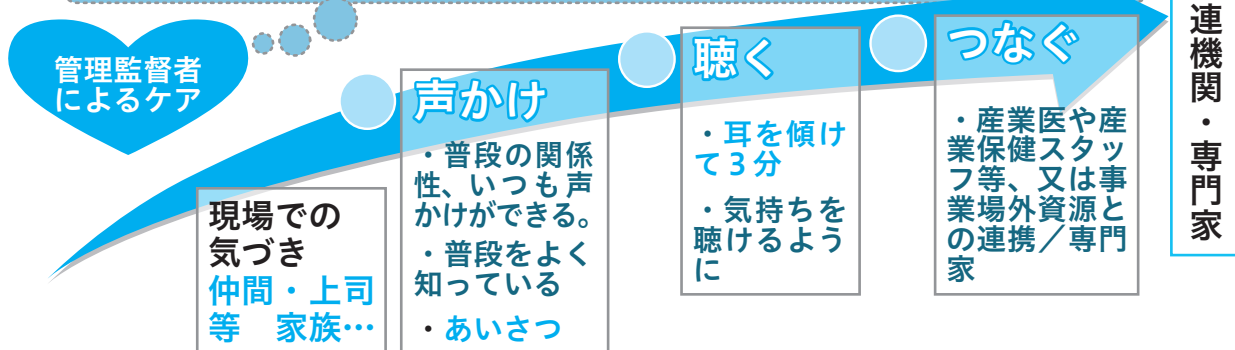 管理監督者
によるケア
現場での
気づき
仲間・上司
等　家族…
声かけ
・普段の関係
性、いつも声
かけができる。
・普段をよく
知っている
・あいさつ
聴く
・耳を傾け
て３分
・気持ちを
聴けるよう
に
つなぐ
・産業医や産
業保健スタッ
フ等、又は事
業場外資源と
の連携／専門
家
連機関・専門家